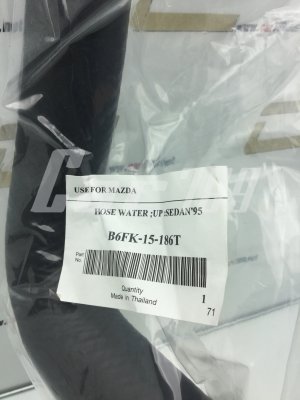 USE FOR MAZDA
HOSE WATER ;UP:SEDAN'95
B6FK-15-186T
Part
No.
Quantity
1
Made in Thailand
71